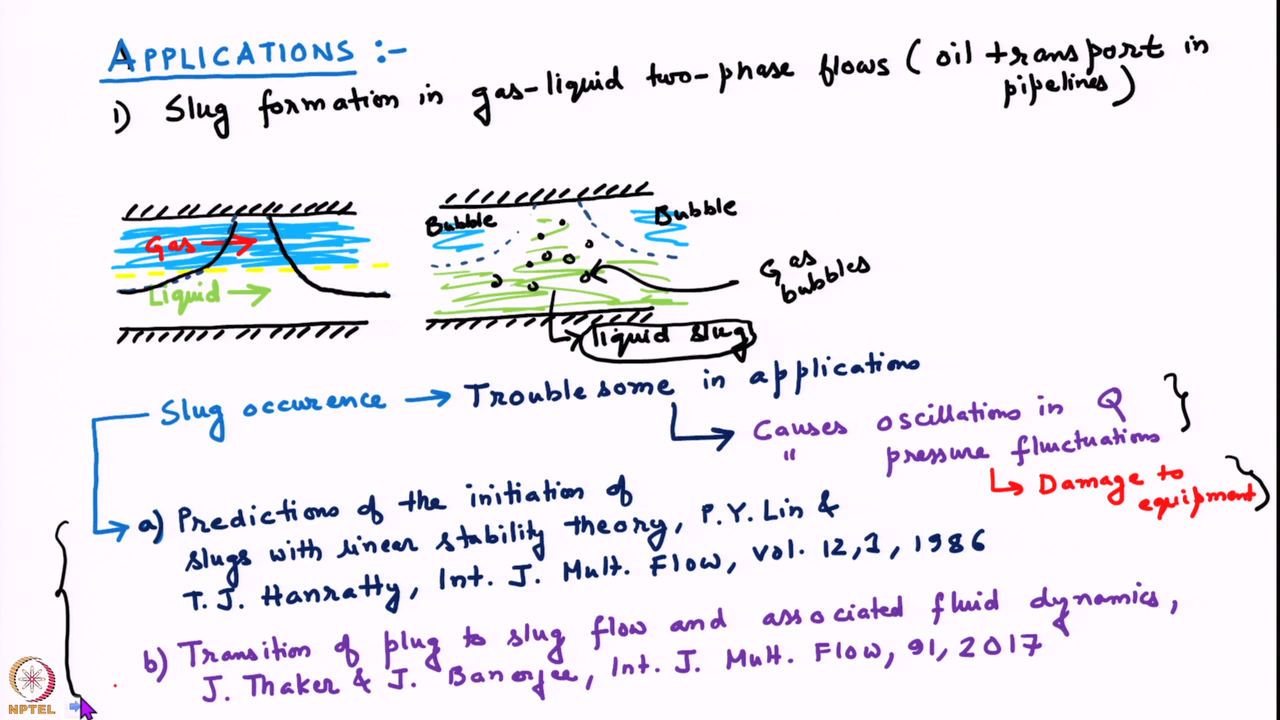 APPLICATIONS :-
1) Slug formation in gas-liquid two-phase flows (oil transport in
pipelines)
Gas
Liquid
Bubble
Bubble
Gas
bubbles
liquid slug
Slug occurence → Troublesome in application
Causes oscillations in Q
" pressure fluctuations
Damage to
equipment
a) Predictions of the initiation of
slugs with linear stability theory, P.Y. Lin &
T. J. Hanratty, Int. J. Mult. Flow, vol. 12,1, 1986
b) Transition of plug to slug flow and associated fluid dynamics,
J. Thaker & J. Banerjee, Int. J. Mult. Flow, 91, 2017
NPTEL